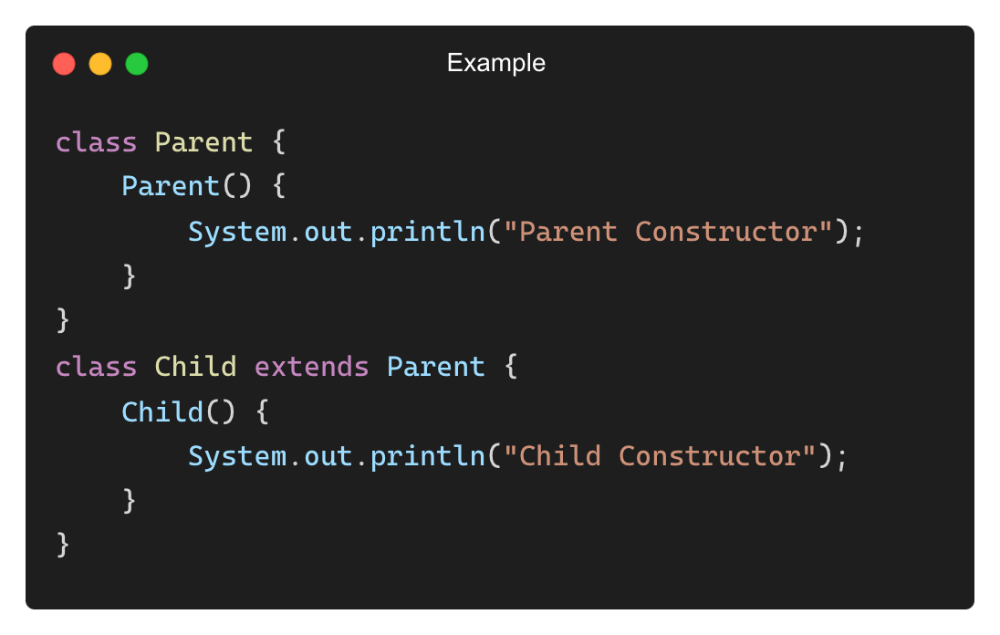 Example
class Parent {
    Parent() {
        System.out.println("Parent Constructor");
    }
}
class Child extends Parent {
    Child() {
        System.out.println("Child Constructor");
    }
}